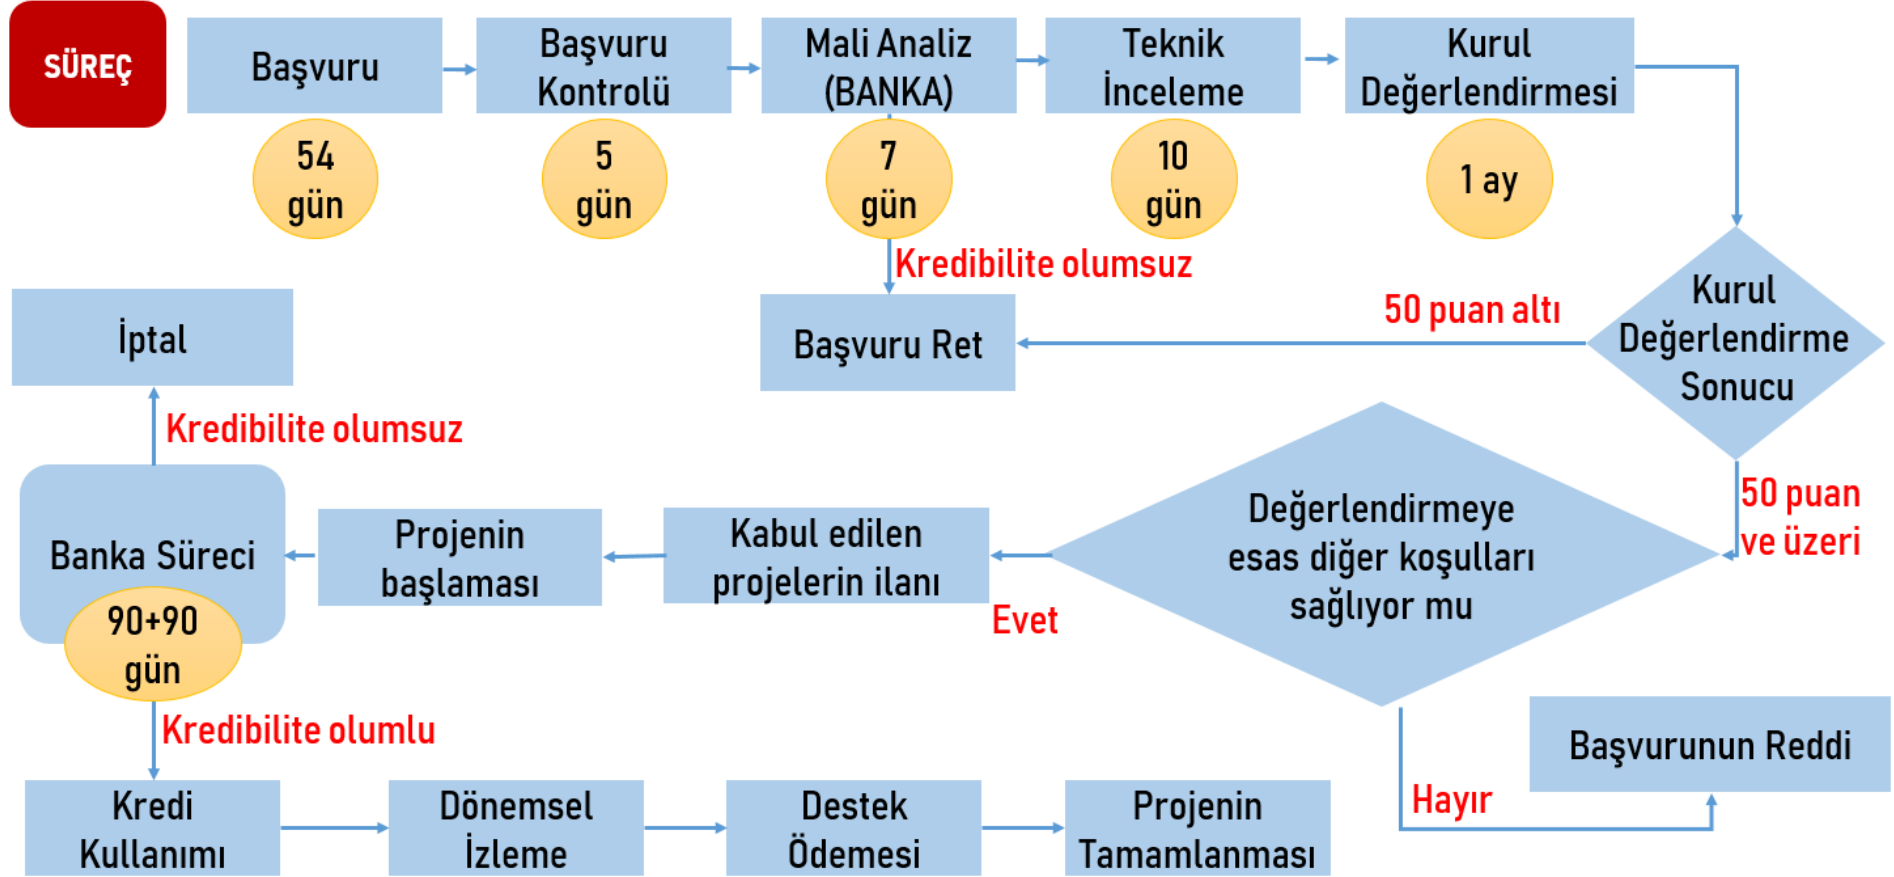 SÜREÇ
Başvuru
Başvuru
Kontrolü
Mali Analiz
(BANKA)
Teknik
İnceleme
Kurul
Değerlendirmesi
54
gün
5
gün
7
gün
10
gün
1 ay
Kredibilite olumsuz
Başvuru Ret
50 puan altı
Kurul
Değerlendirme
Sonucu
İptal
Kredibilite olumsuz
50 puan
ve üzeri
Değerlendirmeye
esas diğer koşulları
sağlıyor mu
Evet
Kabul edilen
projelerin ilanı
Projenin
başlaması
Banka Süreci
90+90
gün
Hayır
Başvurunun Reddi
Kredibilite olumlu
Kredi
Kullanımı
Dönemsel
İzleme
Destek
Ödemesi
Projenin
Tamamlanması